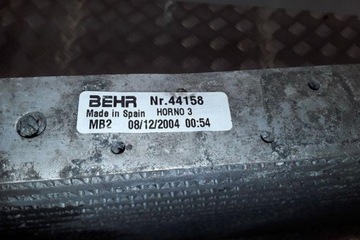 BEHR Nr.44158
Made in Spain HORNO 3
MB2 08/12/2004 00:54